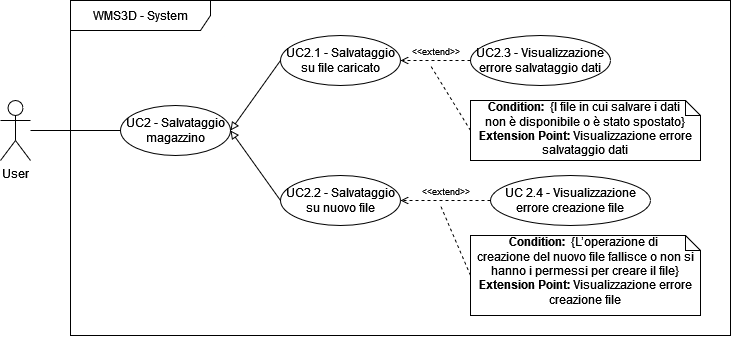 WMS3D - System
UC2.1 - Salvataggio
su file caricato
<<extend>>
UC2.3 - Visualizzazione
errore salvataggio dati
Condition: {I file in cui salvare i dati
non è disponibile o è stato spostato}
Extension Point: Visualizzazione errore
salvataggio dati
UC2 - Salvataggio
magazzino
User
UC2.2 - Salvataggio
su nuovo file
<<extend>>
UC 2.4 - Visualizzazione
errore creazione file
Condition: {L'operazione di
creazione del nuovo file fallisce o non si
hanno i permessi per creare il file}
Extension Point: Visualizzazione errore
creazione file